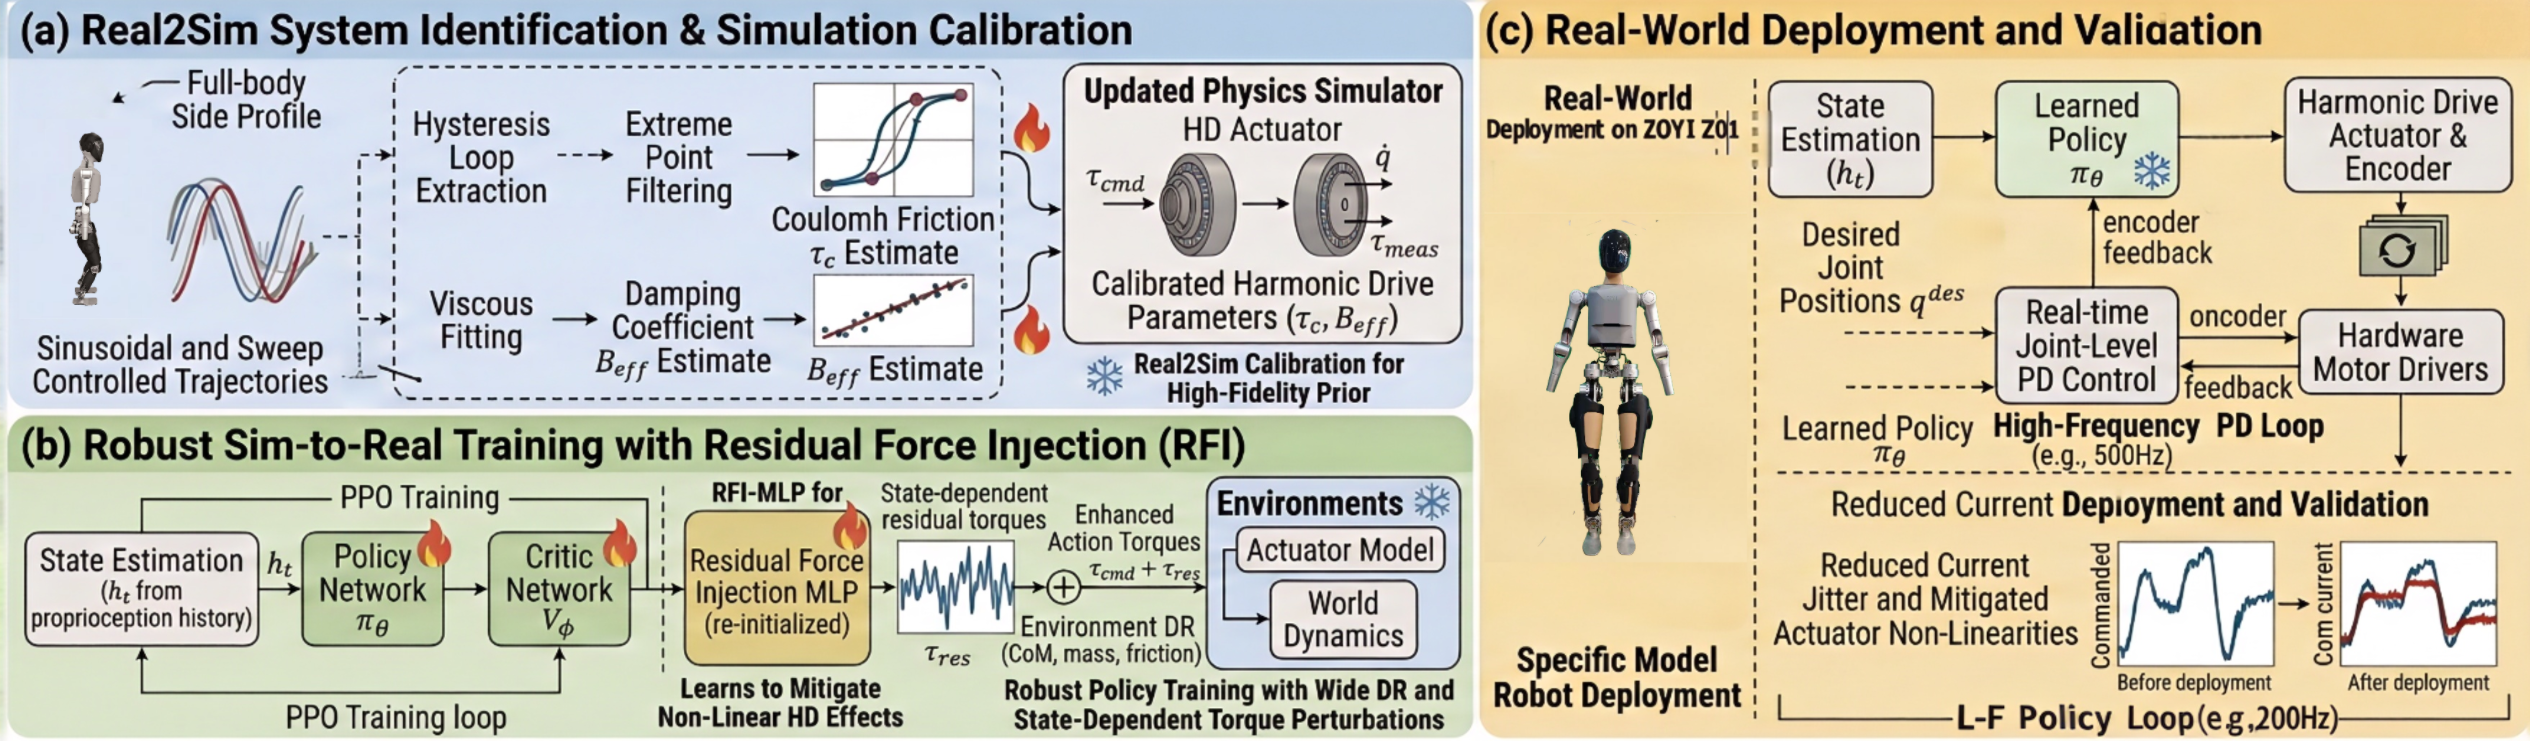 (a) Real2Sim System Identification & Simulation Calibration
Full-body
Side Profile
Sinusoidal and Sweep
Controlled Trajectories
Hysteresis
Loop
Extraction
Extreme
Point
Filtering
Coulomh Friction
τc Estimate
Viscous
Fitting
Damping
Coefficient
Beff Estimate
Beff Estimate
Updated Physics Simulator
HD Actuator
τcmd
q̇
τmeas
Calibrated Harmonic Drive
Parameters (τc, Beff)
Real2Sim Calibration for
High-Fidelity Prior
(b) Robust Sim-to-Real Training with Residual Force Injection (RFI)
PPO Training
State Estimation
(ht from
proprioception history)
ht
Policy
Network
πθ
Critic
Network
Vϕ
PPO Training loop
RFI-MLP for
Residual Force
Injection MLP
(re-initialized)
Learns to Mitigate
Non-Linear HD Effects
State-dependent
residual torques
τres
Enhanced
Action Torques
τcmd + τres
+
Environment DR
(CoM, mass, friction)
Environments
Actuator Model
World
Dynamics
Robust Policy Training with Wide DR and
State-Dependent Torque Perturbations
(c) Real-World Deployment and Validation
Real-World
Deployment on ZOYI Z01
Specific Model
Robot Deployment
State
Estimation
(ht)
Learned
Policy
πθ
Harmonic Drive
Actuator &
Encoder
encoder
feedback
Desired
Joint
Positions qdes
Real-time
Joint-Level
PD Control
oncoder
feedback
Hardware
Motor Drivers
Learned Policy
πθ
High-Frequency PD Loop
(e.g., 500Hz)
Reduced Current Deployment and Validation
Reduced Current
Jitter and Mitigated
Actuator Non-Linearities
Commanded
Before deployment
Com current
After deployment
L-F Policy Loop(e.g,200Hz)